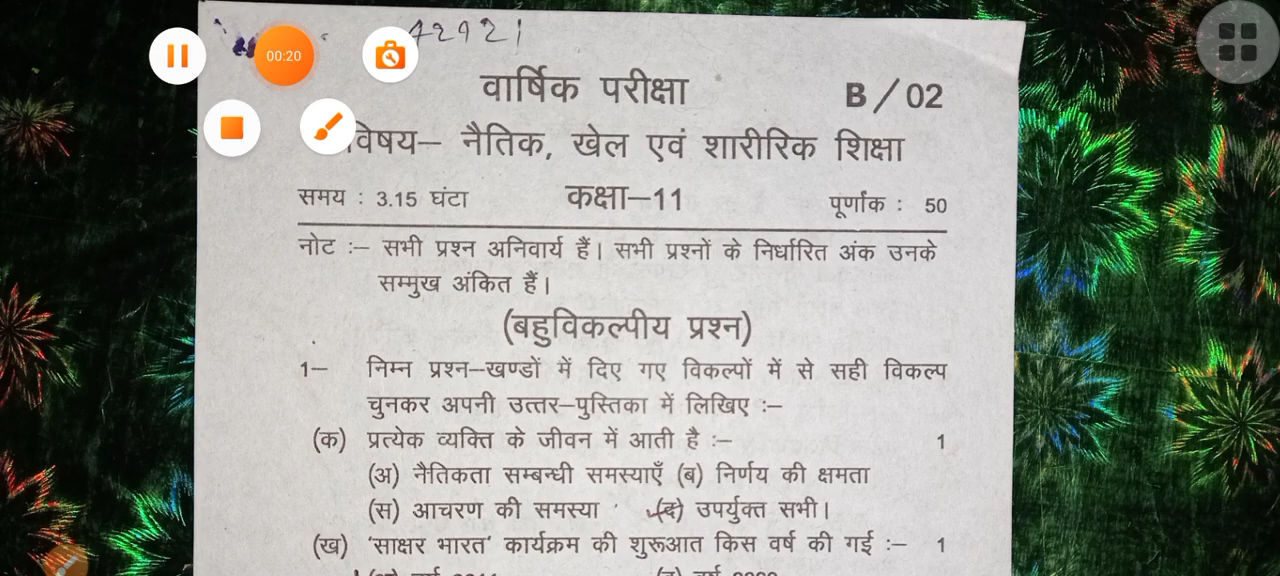 42921
00:20
वार्षिक परीक्षा
B/02
विषय– नैतिक, खेल एवं शारीरिक शिक्षा
समय : 3.15 घंटा
कक्षा–11
पूर्णांक : 50
नोट :– सभी प्रश्न अनिवार्य हैं। सभी प्रश्नों के निर्धारित अंक उनके
सम्मुख अंकित हैं।
(बहुविकल्पीय प्रश्न)
1– निम्न प्रश्न–खण्डों में दिए गए विकल्पों में से सही विकल्प
चुनकर अपनी उत्तर–पुस्तिका में लिखिए :–
(क) प्रत्येक व्यक्ति के जीवन में आती है :– 1
(अ) नैतिकता सम्बन्धी समस्याएँ (ब) निर्णय की क्षमता
(स) आचरण की समस्या (द) उपर्युक्त सभी।
(ख) 'साक्षर भारत' कार्यक्रम की शुरूआत किस वर्ष की गई :– 1